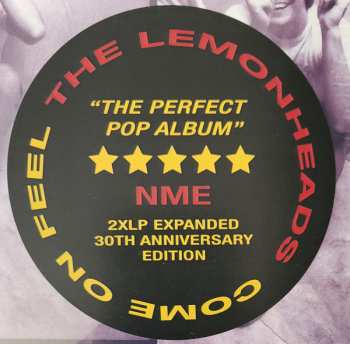 COME ON FEEL THE LEMONHEADS
“THE PERFECT
POP ALBUM”
NME
2XLP EXPANDED
30TH ANNIVERSARY
EDITION